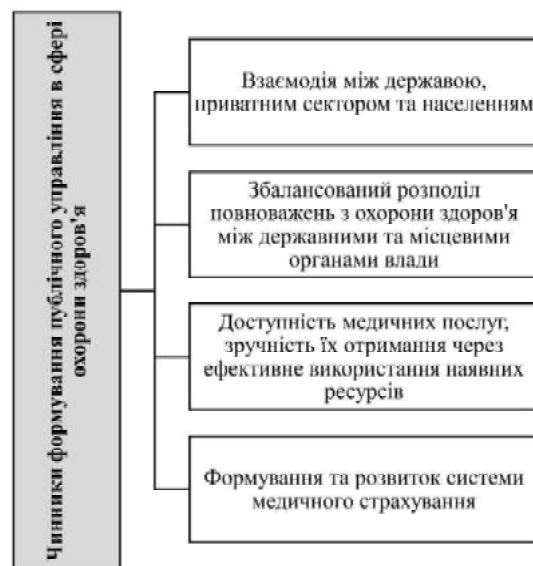 Чинники формування публічного управління в сфері
охорони здоров'я
Взаємодія між державою,
приватним сектором та населенням
Збалансований розподіл
повноважень з охорони здоров'я
між державними та місцевими
органами влади
Доступність медичних послуг,
зручність їх отримання через
ефективне використання наявних
ресурсів
Формування та розвиток системи
медичного страхування